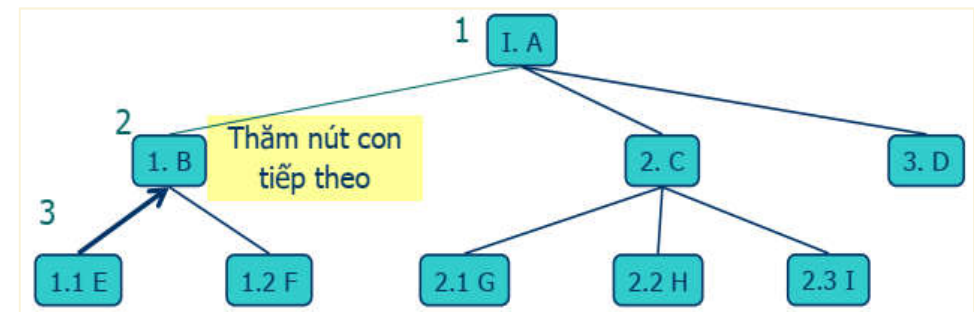 1
I. A
2
1. B
Thăm nút con
tiếp theo
2. C
3. D
3
1.1 E
1.2 F
2.1 G
2.2 H
2.3 I